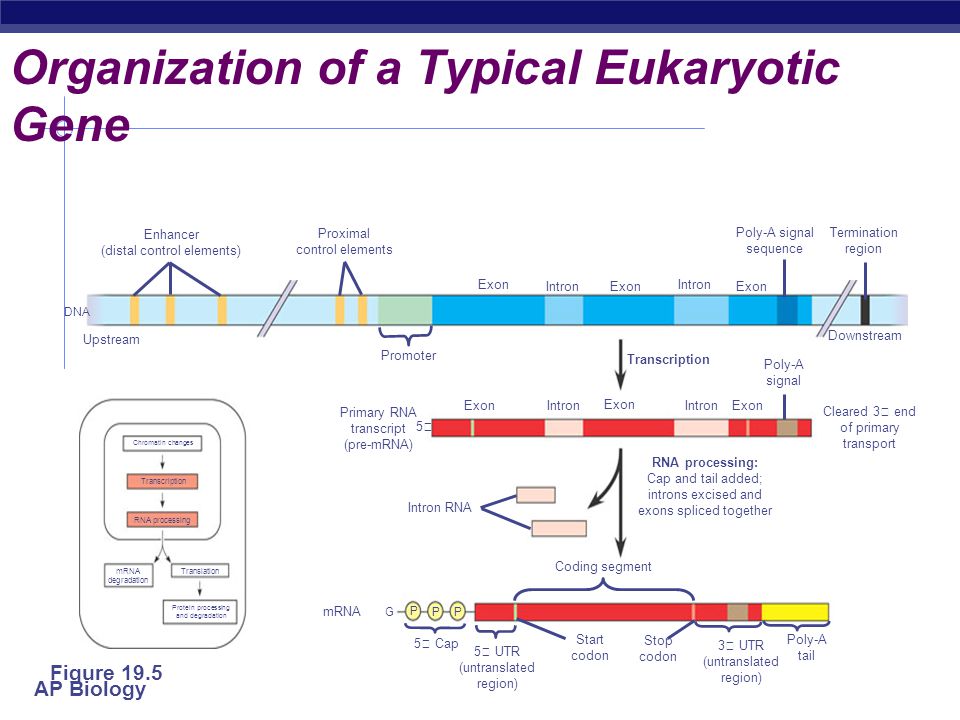 Organization of a Typical Eukaryotic
Gene
Enhancer
(distal control elements)
Proximal
control elements
Poly-A signal
sequence
Termination
region
Exon
Intron
Exon
Intron
Exon
DNA
Upstream
Downstream
Promoter
Transcription
Poly-A
signal
Primary RNA
transcript
(pre-mRNA)
5
Exon
Intron
Exon
Intron
Exon
Cleared 3 end
of primary
transport
RNA processing:
Cap and tail added;
introns excised and
exons spliced together
Intron RNA
Chromatin changes
Transcription
RNA processing
mRNA
degradation
Translation
Protein processing
and degradation
Coding segment
mRNA
G
P
P
P
5 Cap
5 UTR
(untranslated
region)
Start
codon
Stop
codon
3 UTR
(untranslated
region)
Poly-A
tail
Figure 19.5
AP Biology